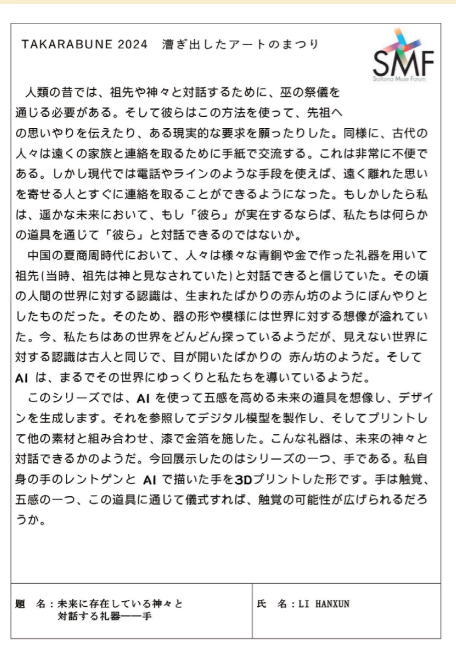 TAKARABUNE 2024　漕ぎ出したアートのまつり
SMF
Saitama Muse Forum
人類の昔では、祖先や神々と対話するために、巫の祭儀を
通じる必要がある。そして彼らはこの方法を使って、先祖へ
の思いやりを伝えたり、ある現実的な要求を願ったりした。同様に、古代の
人々は遠くの家族と連絡を取るために手紙で交流する。これは非常に不便で
ある。しかし現代では電話やラインのような手段を使えば、遠く離れた思い
を寄せる人とすぐに連絡を取ることができるようになった。もしかしたら私
は、遥かな未来において、もし「彼ら」が実在するならば、私たちは何らか
の道具を通じて「彼ら」と対話できるのではないか。
中国の夏商周時代において、人々は様々な青銅や金で作った礼器を用いて
祖先(当時、祖先は神と見なされていた)と対話できると信じていた。その頃
の人間の世界に対する認識は、生まれたばかりの赤ん坊のようにぼんやりと
したものだった。そのため、器の形や模様には世界に対する想像が溢れてい
た。今、私たちはあの世界をどんどん探っているようだが、見えない世界に
対する認識は古人と同じで、目が開いたばかりの 赤ん坊のようだ。そして
AI は、まるでその世界にゆっくりと私たちを導いているようだ。
このシリーズでは、AI を使って五感を高める未来の道具を想像し、デザイ
ンを生成します。それを参照してデジタル模型を製作し、そしてプリントし
て他の素材と組み合わせ、漆で金箔を施した。こんな礼器は、未来の神々と
対話できるかのようだ。今回展示したのはシリーズの一つ、手である。私自
身の手のレントゲンと AI で描いた手を3Dプリントした形です。手は触覚、
五感の一つ、この道具に通じて儀式すれば、触覚の可能性が広げられるだろ
うか。
題　名：未来に存在している神々と
対話する礼器――手
氏　名：LI HANXUN